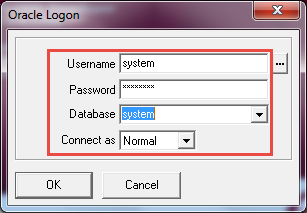 Oracle Logon
Username system ...
Password ********
Database system
Connect as Normal
OK Cancel